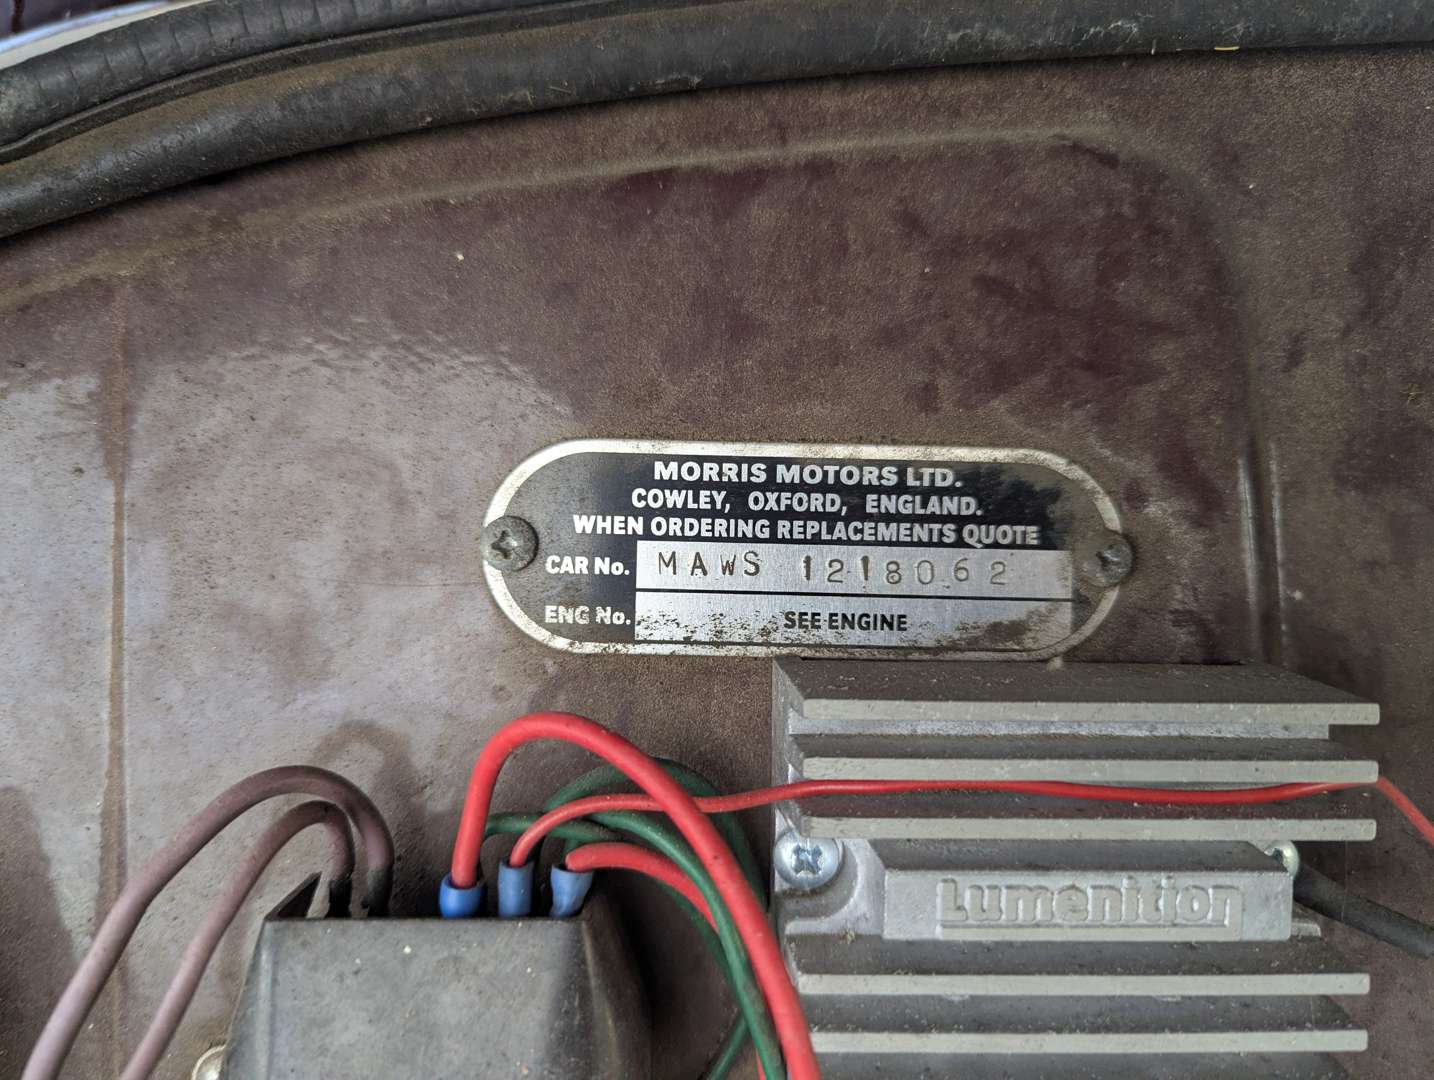 MORRIS MOTORS LTD.
COWLEY, OXFORD, ENGLAND.
WHEN ORDERING REPLACEMENTS QUOTE
CAR No. MAWS 1218062
ENG No. SEE ENGINE
Lumenition